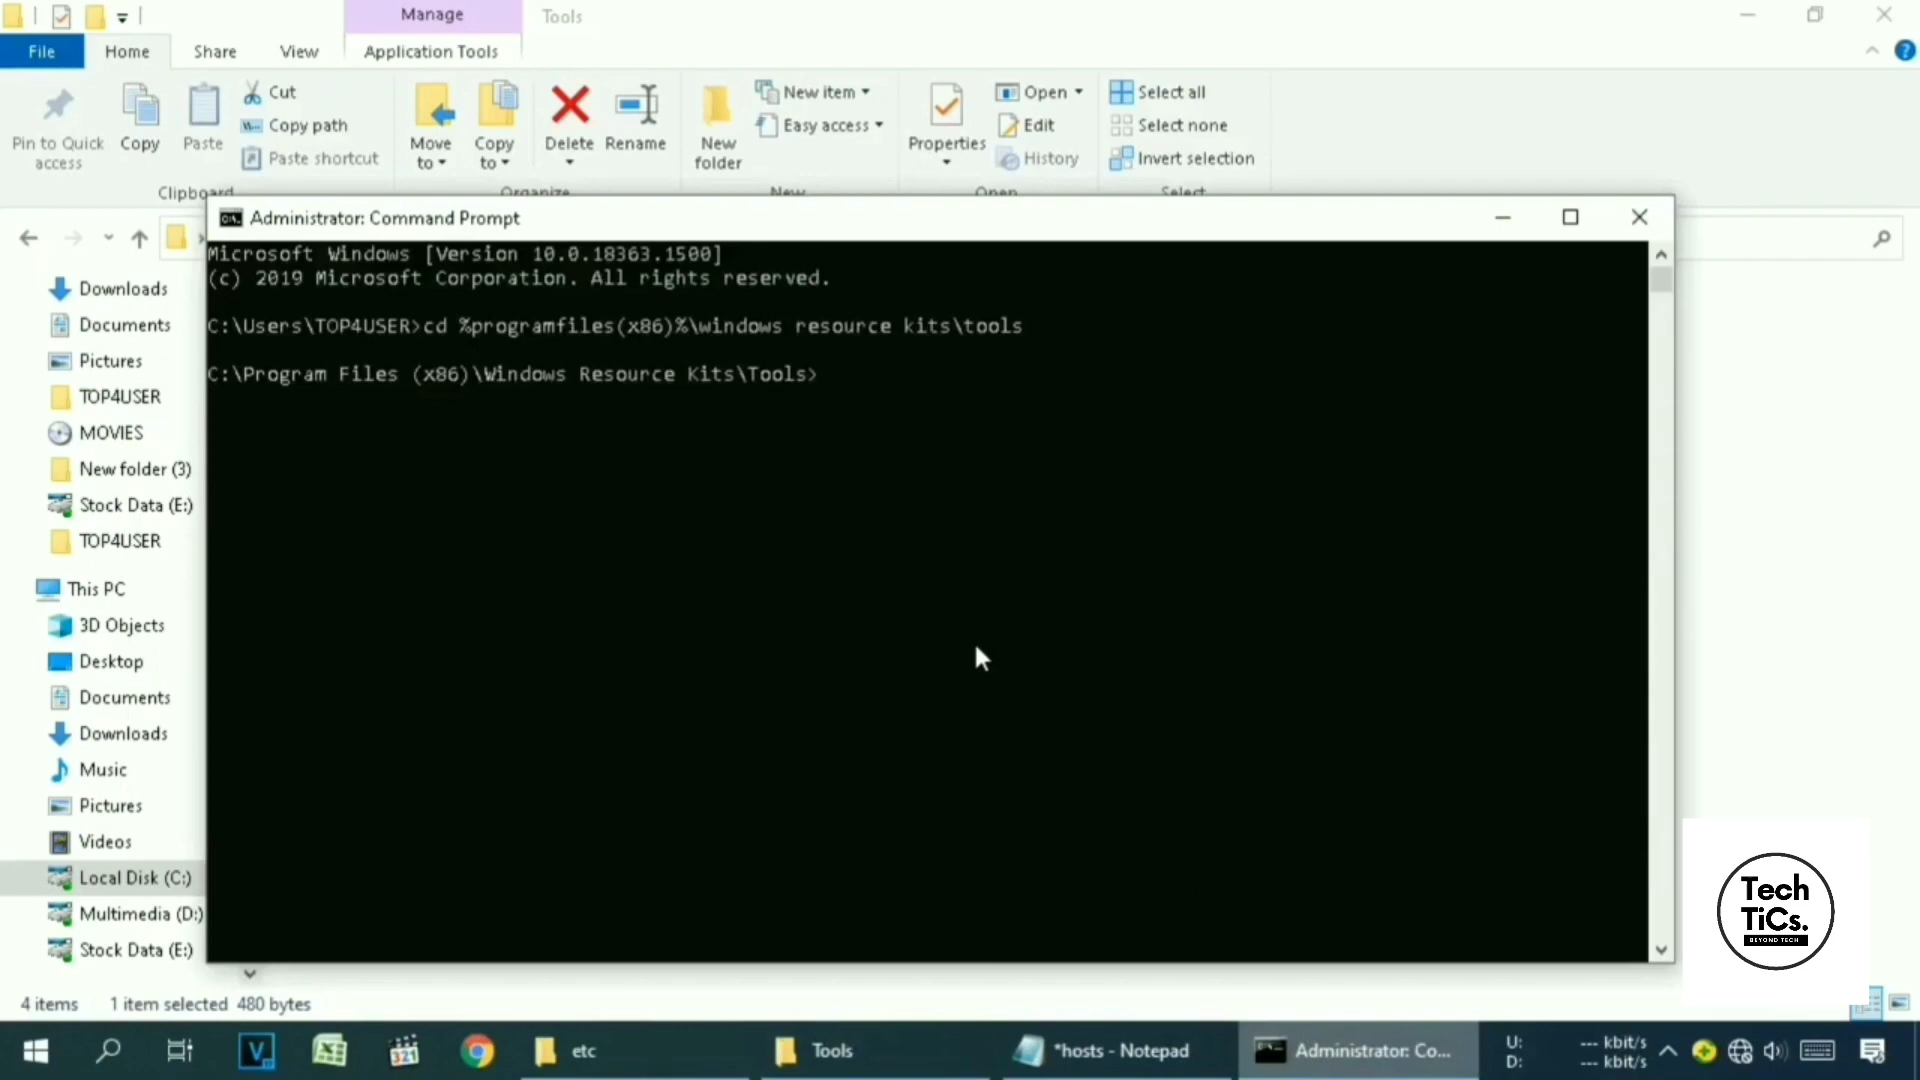 Manage
Tools
File
Home
Share
View
Application Tools
Pin to Quick access
Copy
Paste
Cut
Copy path
Paste shortcut
Move to
Copy to
Delete
Rename
New folder
New item
Easy access
Properties
Open
Edit
History
Select all
Select none
Invert selection
Clipboard
Organize
New
Open
Select
Administrator: Command Prompt
Microsoft Windows [Version 10.0.18363.1500]
(c) 2019 Microsoft Corporation. All rights reserved.
C:\Users\TOP4USER>cd %programfiles(x86)%\windows resource kits\tools
C:\Program Files (x86)\Windows Resource Kits\Tools>
Downloads
Documents
Pictures
TOP4USER
MOVIES
New folder (3)
Stock Data (E:)
TOP4USER
This PC
3D Objects
Desktop
Documents
Downloads
Music
Pictures
Videos
Local Disk (C:)
Multimedia (D:)
Stock Data (E:)
Tech
TiCs.
BEYOND TECH
4 items
1 item selected 480 bytes
V
321
etc
Tools
*hosts - Notepad
Administrator: Co...
U: --- kbit/s
D: --- kbit/s